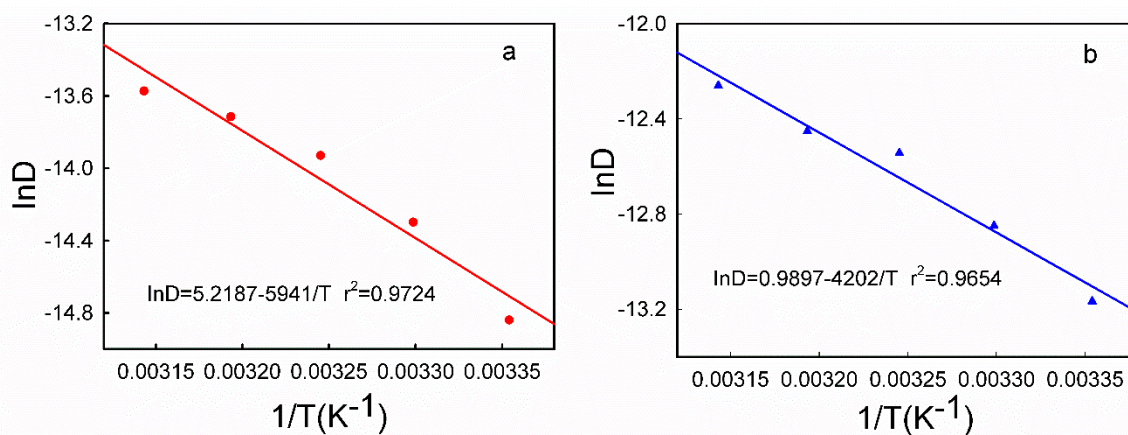 a
-13.2
-13.6
-14.0
-14.4
-14.8
lnD
lnD=5.2187-5941/T r²=0.9724
0.00315 0.00320 0.00325 0.00330 0.00335
1/T(K⁻¹)
b
-12.0
-12.4
-12.8
-13.2
lnD
lnD=0.9897-4202/T r²=0.9654
0.00315 0.00320 0.00325 0.00330 0.00335
1/T(K⁻¹)